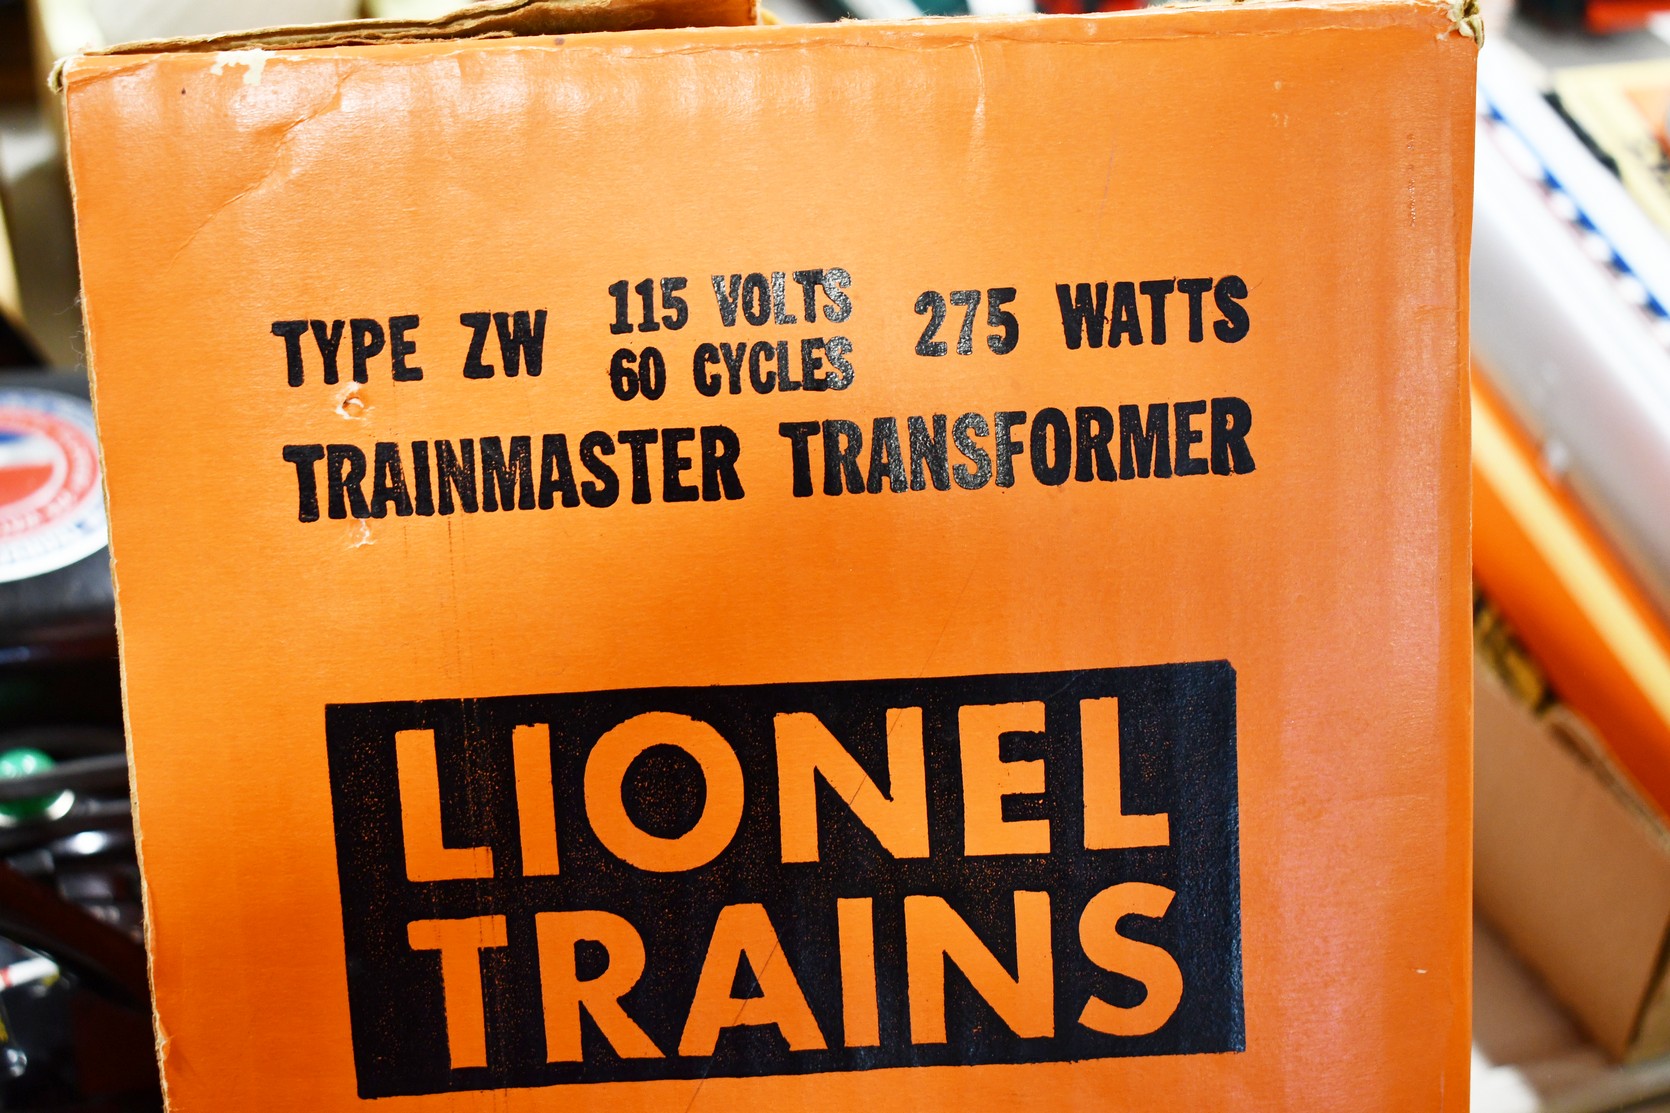 TYPE ZW 115 VOLTS 275 WATTS
60 CYCLES
TRAINMASTER TRANSFORMER
LIONEL
TRAINS